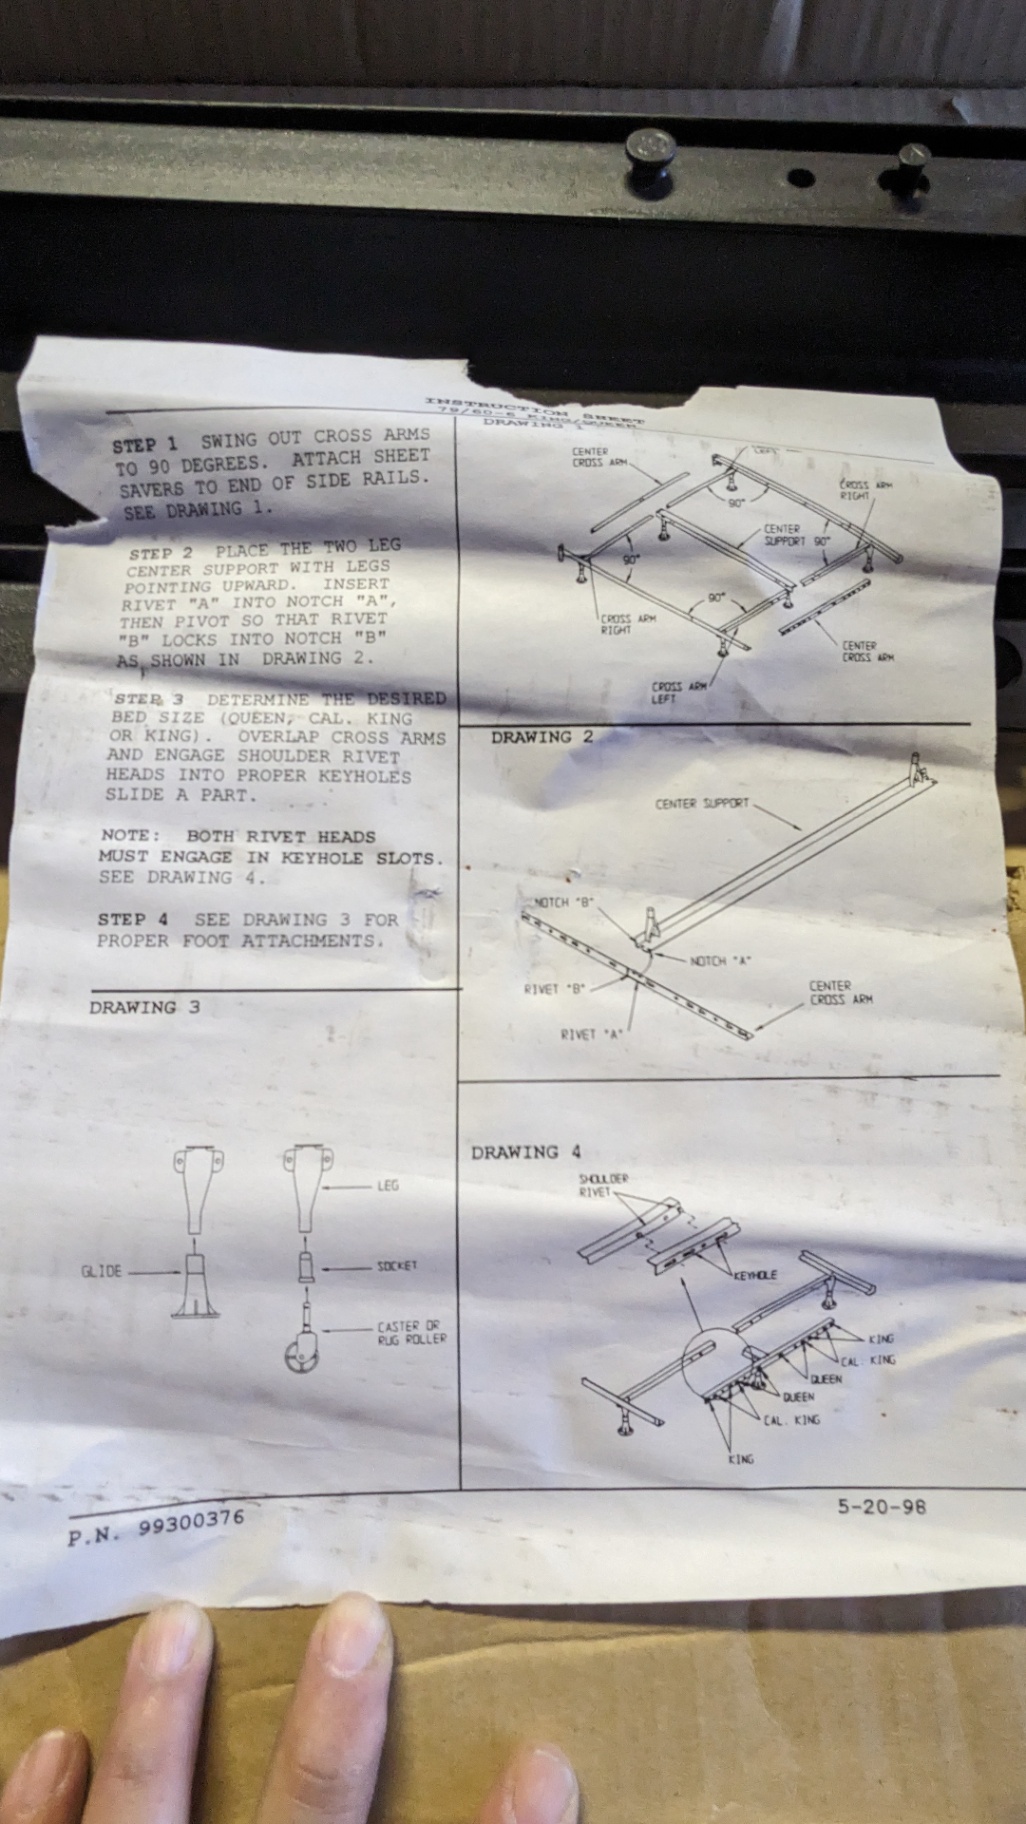 INSTRUCTION SHEET
79/60-6 KING/QUEEN
STEP 1 SWING OUT CROSS ARMS
TO 90 DEGREES. ATTACH SHEET
SAVERS TO END OF SIDE RAILS.
SEE DRAWING 1.
STEP 2 PLACE THE TWO LEG
CENTER SUPPORT WITH LEGS
POINTING UPWARD. INSERT
RIVET "A" INTO NOTCH "A",
THEN PIVOT SO THAT RIVET
"B" LOCKS INTO NOTCH "B"
AS SHOWN IN DRAWING 2.
STEP 3 DETERMINE THE DESIRED
BED SIZE (QUEEN, CAL. KING
OR KING). OVERLAP CROSS ARMS
AND ENGAGE SHOULDER RIVET
HEADS INTO PROPER KEYHOLES
SLIDE A PART.
NOTE: BOTH RIVET HEADS
MUST ENGAGE IN KEYHOLE SLOTS.
SEE DRAWING 4.
STEP 4 SEE DRAWING 3 FOR
PROPER FOOT ATTACHMENTS.
DRAWING 1
CENTER
CROSS ARM
LEFT
CROSS ARM
RIGHT
90°
CENTER
SUPPORT
90°
90°
90°
CROSS ARM
RIGHT
CENTER
CROSS ARM
CROSS ARM
LEFT
DRAWING 2
CENTER SUPPORT
NOTCH "B"
NOTCH "A"
RIVET "B"
CENTER
CROSS ARM
RIVET "A"
DRAWING 3
LEG
GLIDE
SOCKET
CASTER OR
RUG ROLLER
DRAWING 4
SHOULDER
RIVET
KEYHOLE
KING
CAL. KING
QUEEN
QUEEN
CAL. KING
KING
P.N. 99300376
5-20-98